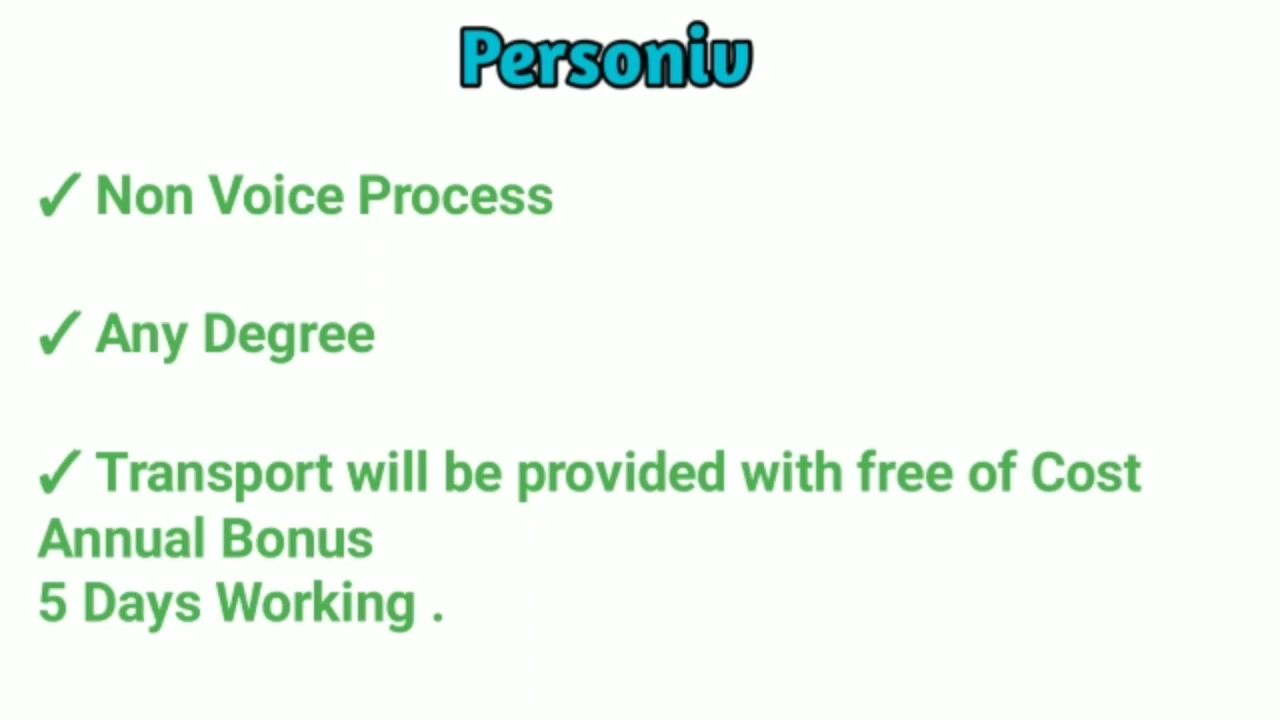 Personiv
✓ Non Voice Process
✓ Any Degree
✓ Transport will be provided with free of Cost
Annual Bonus
5 Days Working .